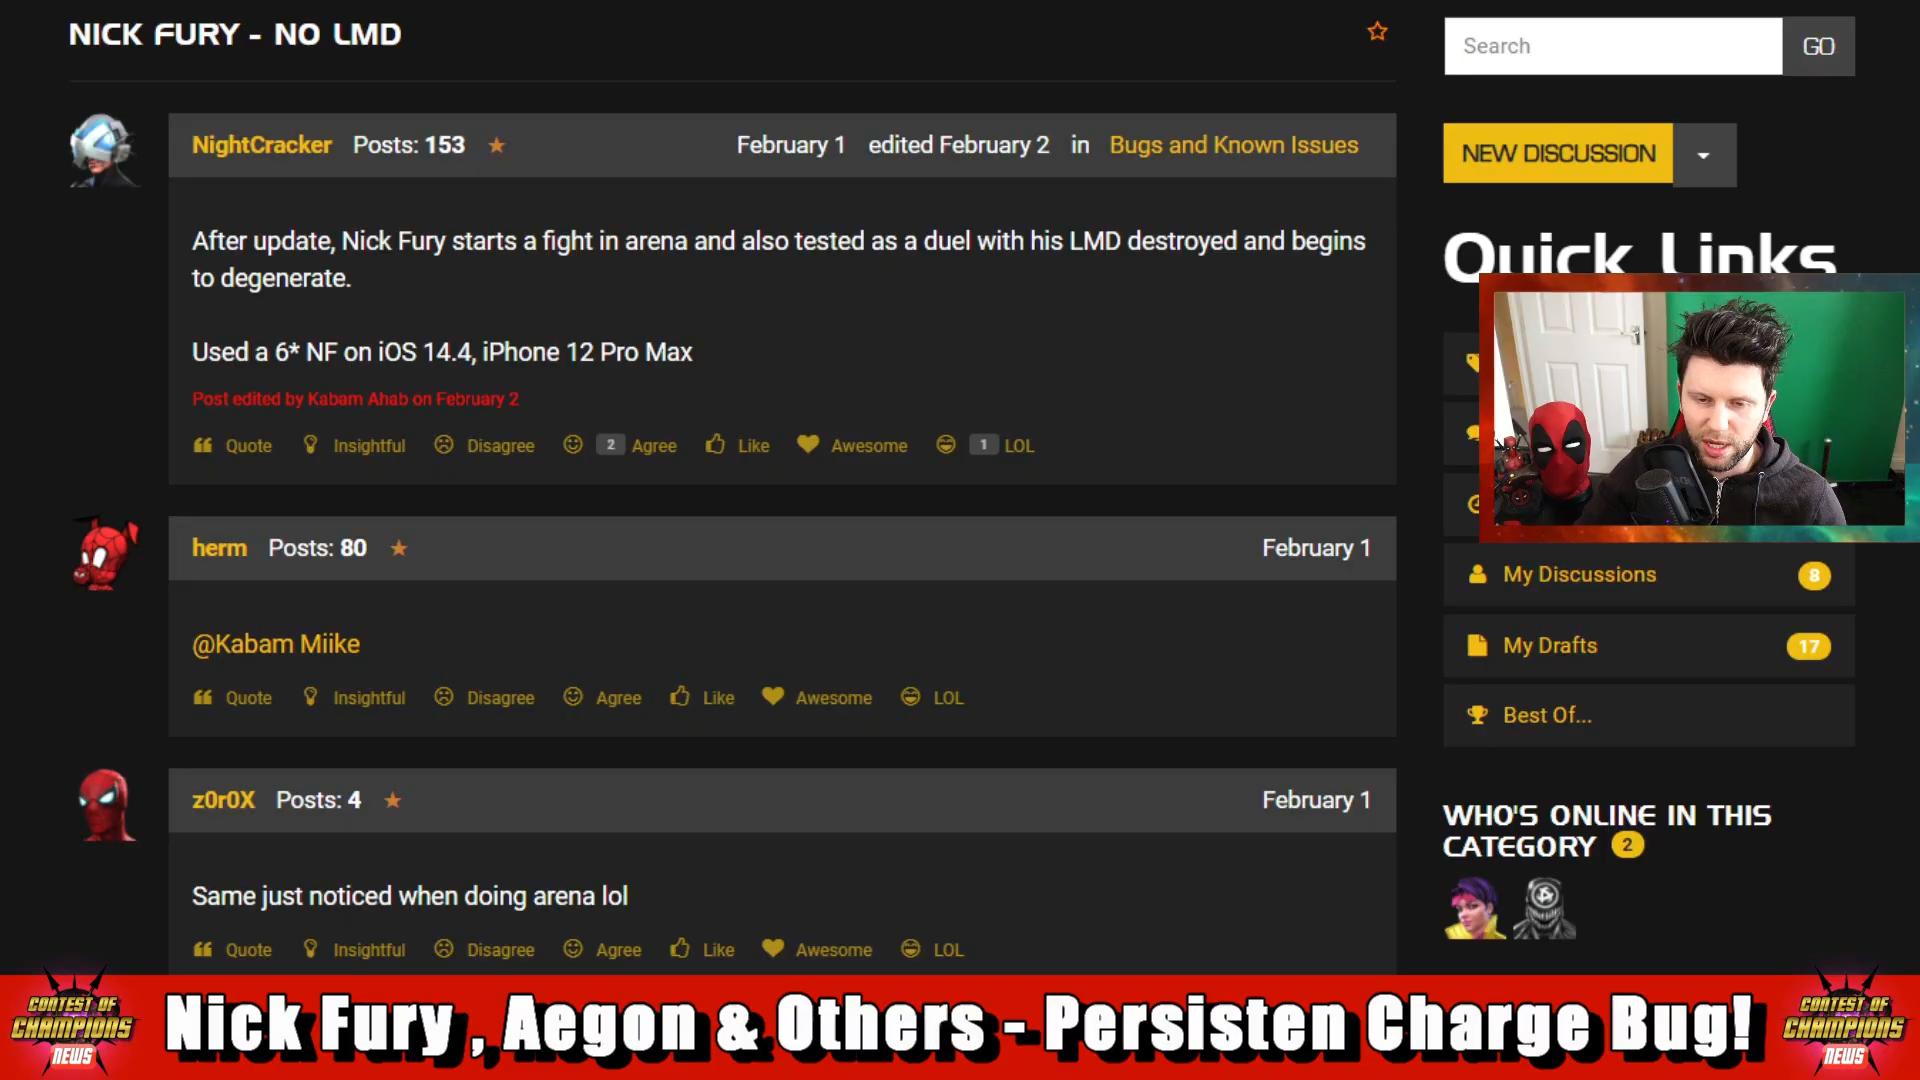 NICK FURY - NO LMD
Search
GO
NightCracker Posts: 153 February 1 edited February 2 in Bugs and Known Issues
NEW DISCUSSION
After update, Nick Fury starts a fight in arena and also tested as a duel with his LMD destroyed and begins
to degenerate.
Quick Links
Used a 6* NF on iOS 14.4, iPhone 12 Pro Max
Post edited by Kabam Ahab on February 2
Quote Insightful Disagree 2 Agree Like Awesome 1 LOL
herm Posts: 80 February 1
My Discussions 8
@Kabam Miike
My Drafts 17
Quote Insightful Disagree Agree Like Awesome LOL
Best Of...
z0r0X Posts: 4 February 1
WHO'S ONLINE IN THIS
CATEGORY 2
Same just noticed when doing arena lol
Quote Insightful Disagree Agree Like Awesome LOL
CONTEST OF
CHAMPIONS
NEWS
Nick Fury , Aegon & Others - Persisten Charge Bug!
CONTEST OF
CHAMPIONS
NEWS